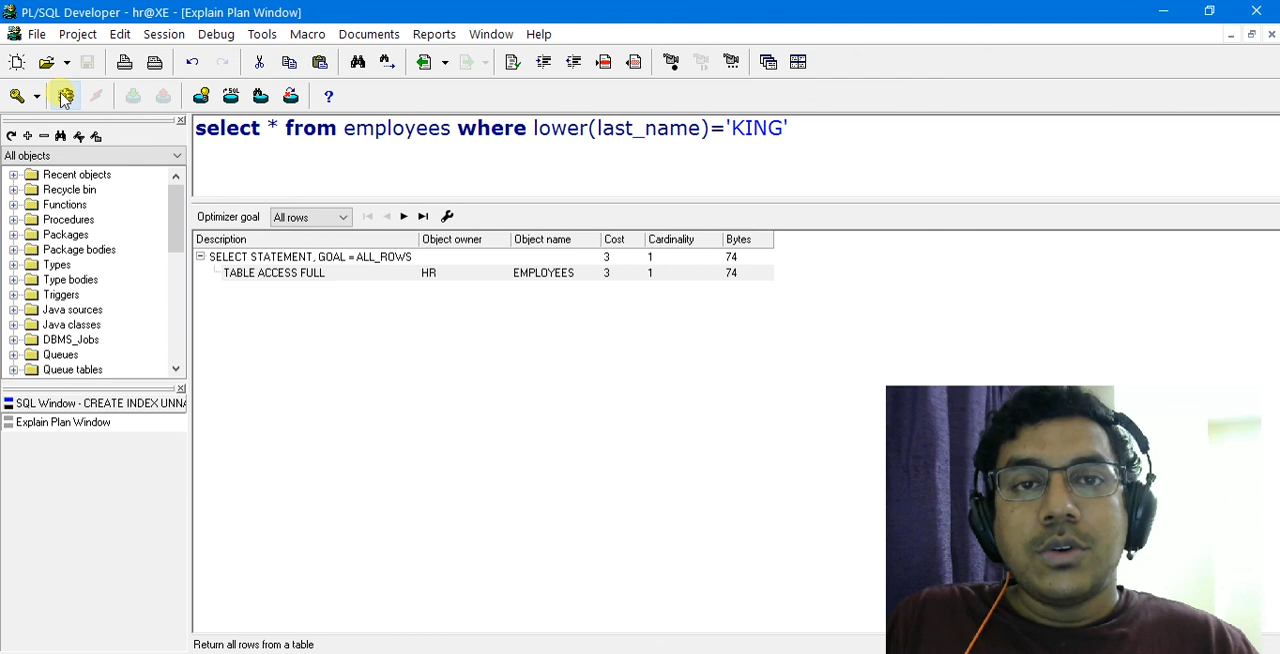 PL/SQL Developer - hr@XE - [Explain Plan Window]
File Project Edit Session Debug Tools Macro Documents Reports Window Help
select * from employees where lower(last_name)='KING'
All objects
Recent objects
Recycle bin
Functions
Procedures
Packages
Package bodies
Types
Type bodies
Triggers
Java sources
Java classes
DBMS_Jobs
Queues
Queue tables
SQL Window - CREATE INDEX UNNA
Explain Plan Window
Optimizer goal All rows
Description Object owner Object name Cost Cardinality Bytes
SELECT STATEMENT, GOAL = ALL_ROWS 3 1 74
TABLE ACCESS FULL HR EMPLOYEES 3 1 74
Return all rows from a table